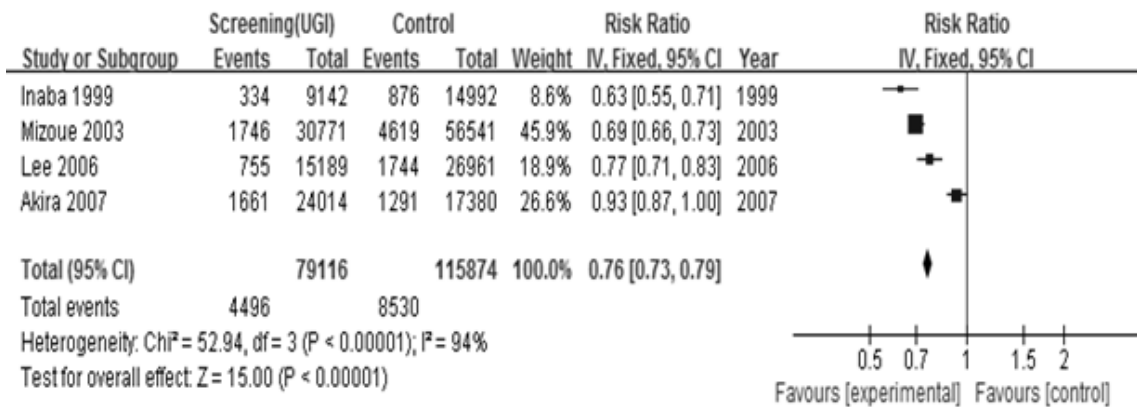 Screening(UGI) Control Risk Ratio Risk Ratio
Study or Subgroup Events Total Events Total Weight IV, Fixed, 95% CI Year IV, Fixed, 95% CI
Inaba 1999 334 9142 876 14992 8.6% 0.63 [0.55, 0.71] 1999
Mizoue 2003 1746 30771 4619 56541 45.9% 0.69 [0.66, 0.73] 2003
Lee 2006 755 15189 1744 26961 18.9% 0.77 [0.71, 0.83] 2006
Akira 2007 1661 24014 1291 17380 26.6% 0.93 [0.87, 1.00] 2007
Total (95% CI) 79116 115874 100.0% 0.76 [0.73, 0.79]
Total events 4496 8530
Heterogeneity: Chi² = 52.94, df = 3 (P < 0.00001); I² = 94%
Test for overall effect: Z = 15.00 (P < 0.00001)
0.5 0.7 1 1.5 2
Favours [experimental] Favours [control]